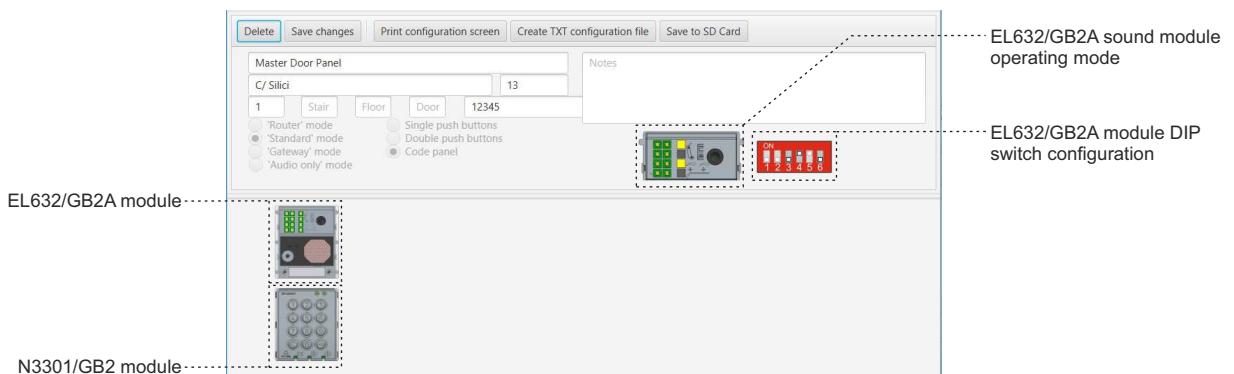 Delete Save changes Print configuration screen Create TXT configuration file Save to SD Card
EL632/GB2A sound module
operating mode
Master Door Panel Notes
C/ Silici 13
1 Stair Floor Door 12345
'Router' mode Single push buttons
'Standard' mode Double push buttons
'Gateway' mode Code panel
'Audio only' mode
ON
1 2 3 4 5 6
EL632/GB2A module DIP
switch configuration
EL632/GB2A module
N3301/GB2 module